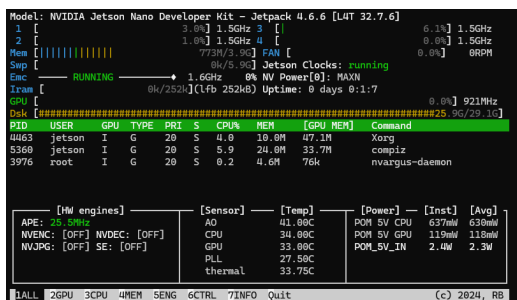 Model: NVIDIA Jetson Nano Developer Kit - Jetpack 4.6.6 [L4T 32.7.6]
1 [ 3.0%] 1.5GHz 3 [| 6.1%] 1.5GHz
2 [ 0.0%] 1.5GHz 4 [ 0.0%] 1.5GHz
Mem [||||||||||||| 773M/3.9G] FAN [ 0.0%] 0RPM
Swp [ 0k/5.9G] Jetson Clocks: running
Emc RUNNING 1.6GHz 0% NV Power[0]: MAXN
Iram [ 0k/252k](lfb 252kB) Uptime: 0 days 0:1:7
GPU [ 0.0%] 921MHz
Dsk [##########################################################################25.9G/29.1G]
PID USER GPU TYPE PRI S CPU% MEM [GPU MEM] Command
4463 jetson I G 20 S 4.0 10.0M 47.1M Xorg
5360 jetson I G 20 S 5.9 24.0M 33.7M compiz
3976 root I G 20 S 0.2 4.6M 76k nvargus-daemon
[HW engines] [Sensor] [Temp] [Power] [Inst] [Avg]
APE: 25.5MHz AO 41.00C POM 5V CPU 637mW 630mW
NVENC: [OFF] NVDEC: [OFF] CPU 34.00C POM 5V GPU 119mW 118mW
NVJPG: [OFF] SE: [OFF] GPU 33.00C POM_5V_IN 2.4W 2.3W
PLL 27.50C
thermal 33.75C
1ALL 2GPU 3CPU 4MEM 5ENG 6CTRL 7INFO Quit (c) 2024, RB